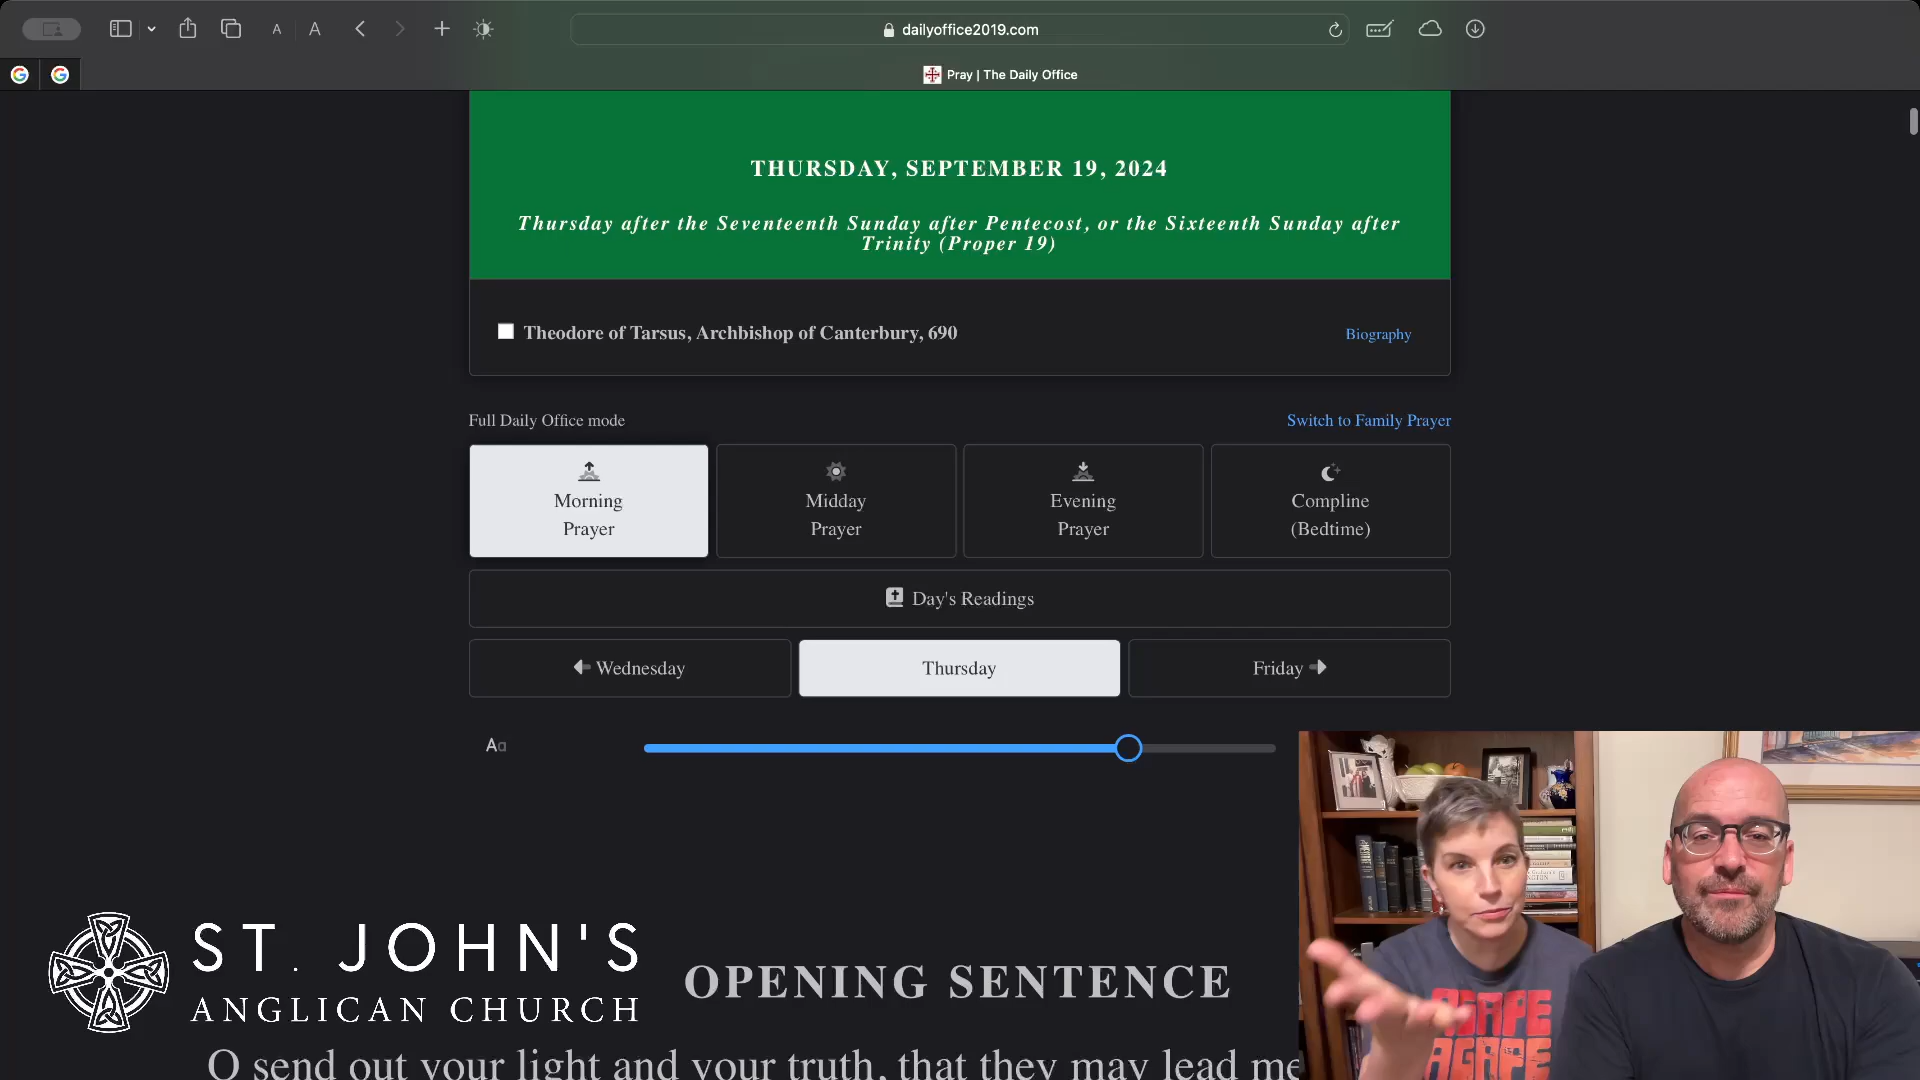 A A
dailyoffice2019.com
Pray | The Daily Office
THURSDAY, SEPTEMBER 19, 2024
Thursday after the Seventeenth Sunday after Pentecost, or the Sixteenth Sunday after
Trinity (Proper 19)
Theodore of Tarsus, Archbishop of Canterbury, 690
Biography
Full Daily Office mode
Switch to Family Prayer
Morning
Prayer
Midday
Prayer
Evening
Prayer
Compline
(Bedtime)
Day's Readings
Wednesday
Thursday
Friday
Aa
ST. JOHN'S
ANGLICAN CHURCH
OPENING SENTENCE
O send out your light and your truth, that they may lead me
AGAPE
AGAPE